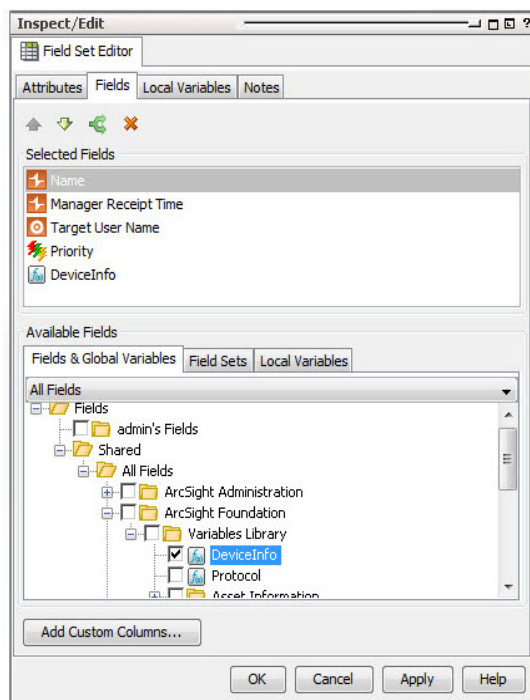 Inspect/Edit
Field Set Editor
Attributes Fields Local Variables Notes
Selected Fields
Name
Manager Receipt Time
Target User Name
Priority
DeviceInfo
Available Fields
Fields & Global Variables Field Sets Local Variables
All Fields
Fields
admin's Fields
Shared
All Fields
ArcSight Administration
ArcSight Foundation
Variables Library
DeviceInfo
Protocol
Asset Information
Add Custom Columns...
OK Cancel Apply Help